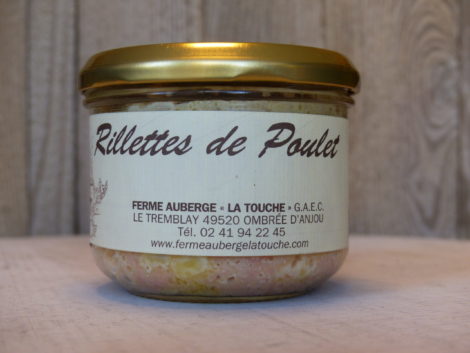 Rillettes de Poulet
FERME AUBERGE « LA TOUCHE » G.A.E.C.
LE TREMBLAY 49520 OMBRÉE D'ANJOU
Tél. 02 41 94 22 45
www.fermeaubergelatouche.com